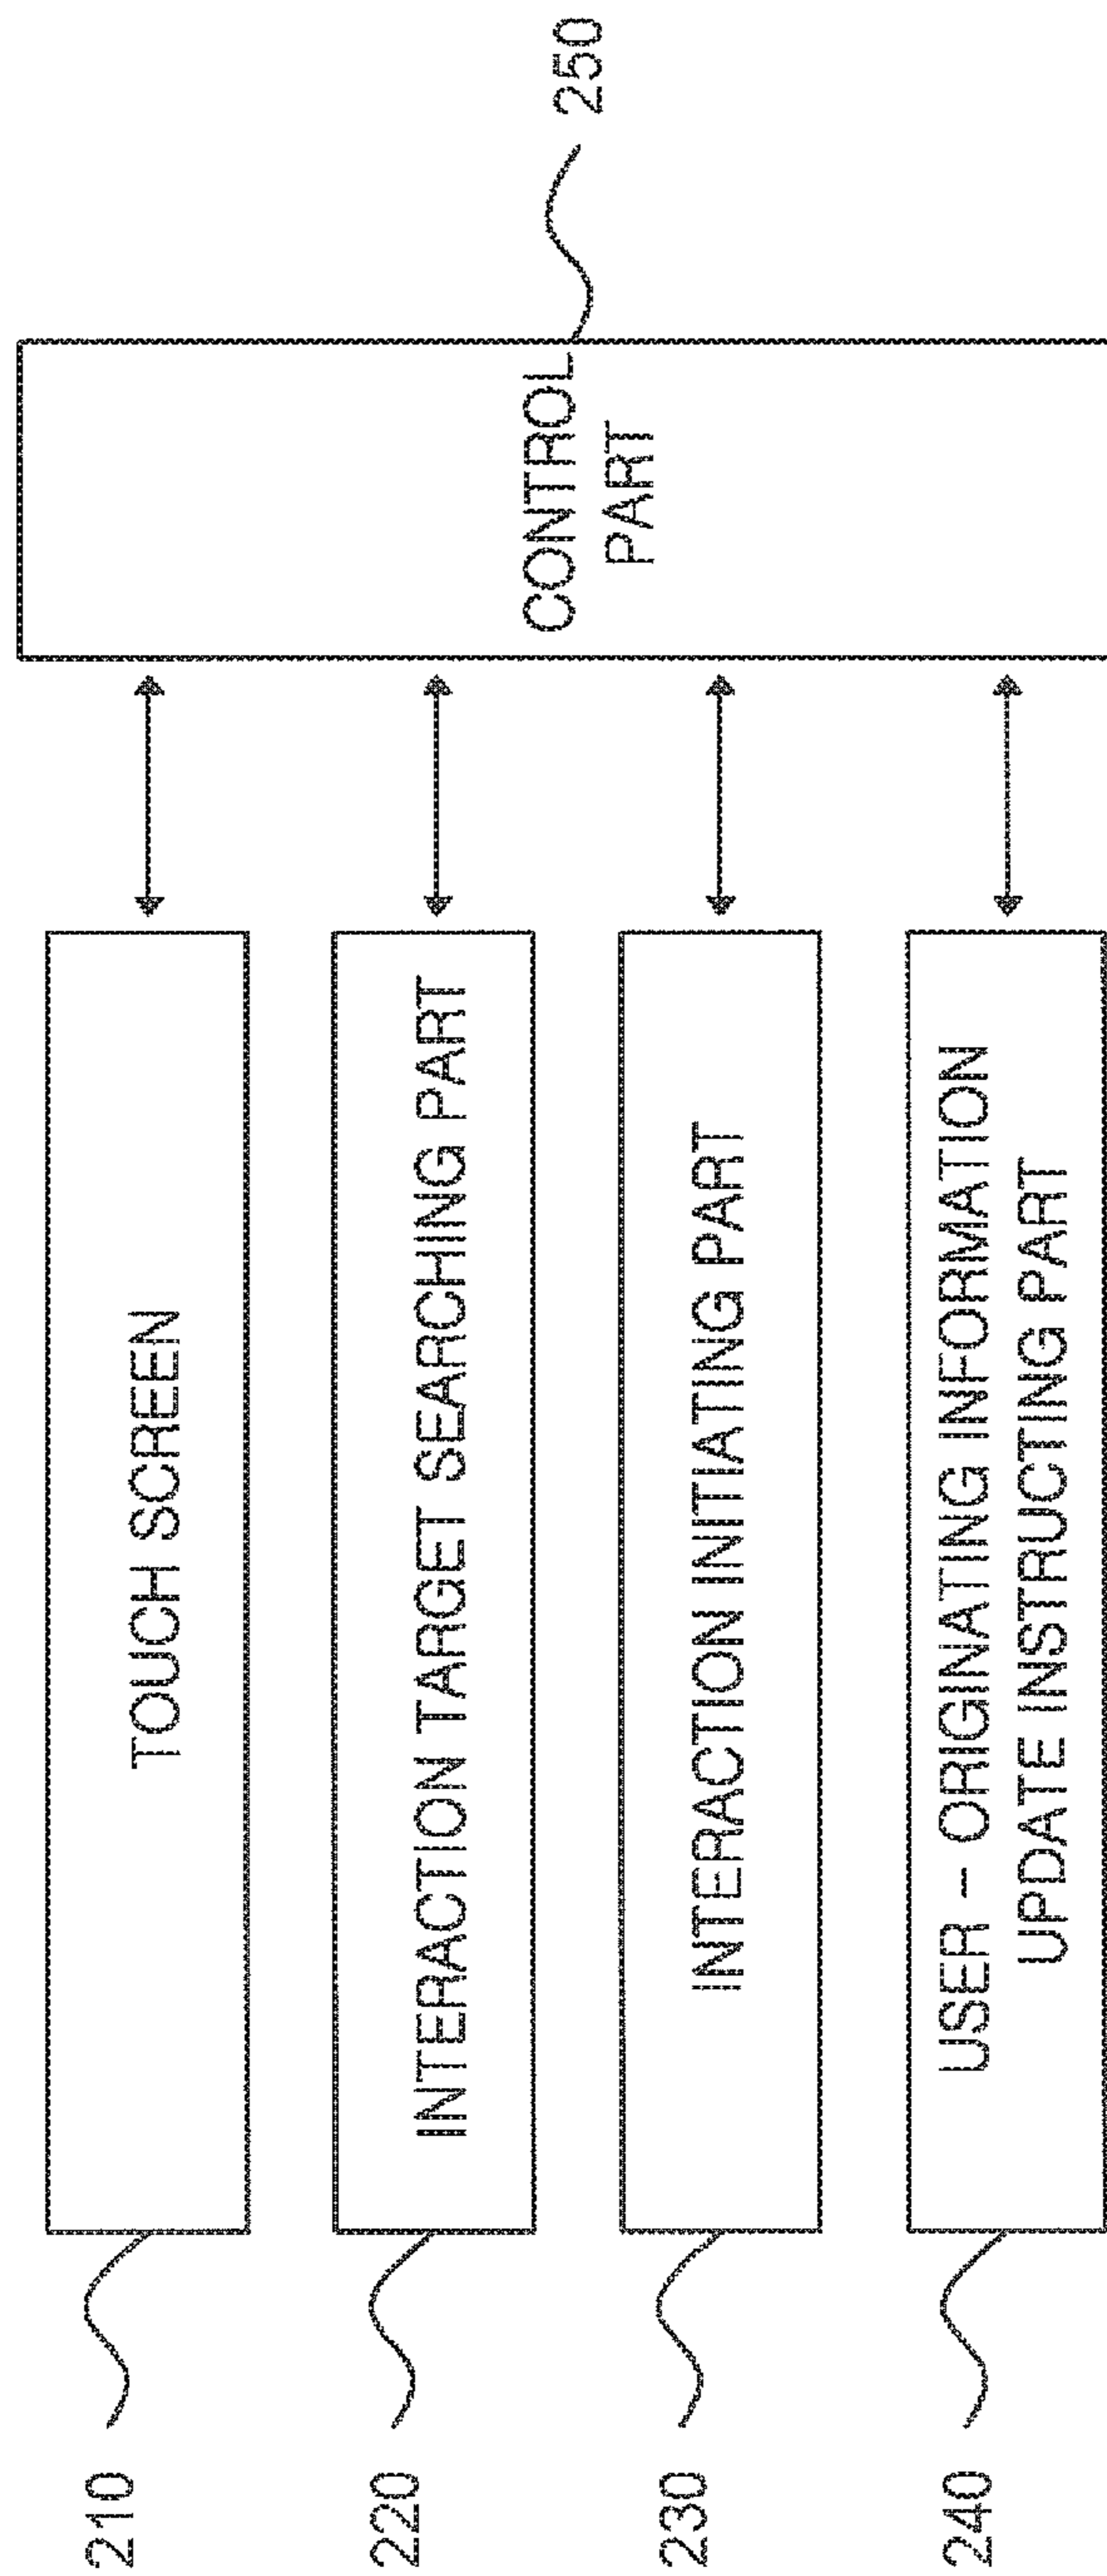 210
TOUCH SCREEN
220
INTERACTION TARGET SEARCHING PART
230
INTERACTION INITIATING PART
240
USER – ORIGINATING INFORMATION
UPDATE INSTRUCTING PART
CONTROL
PART
250